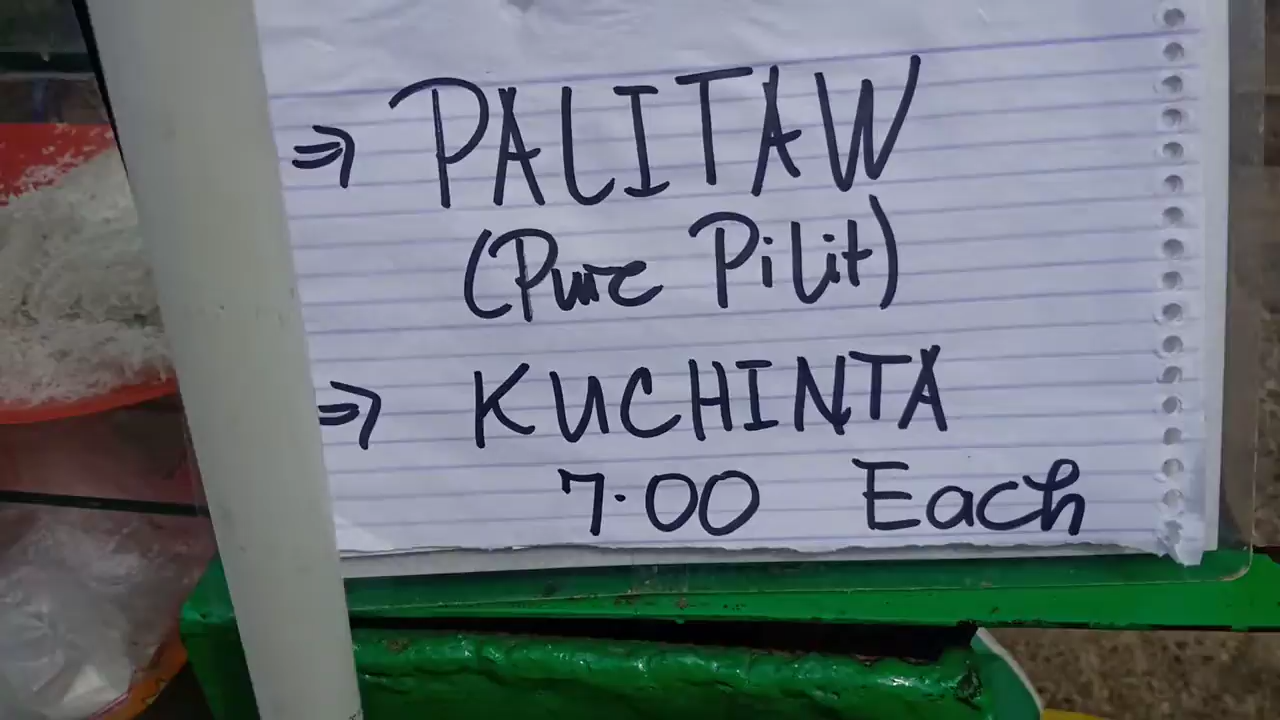 ⇒ PALITAW
(Pure Pilit)
⇒ KUCHINTA
7.00 Each